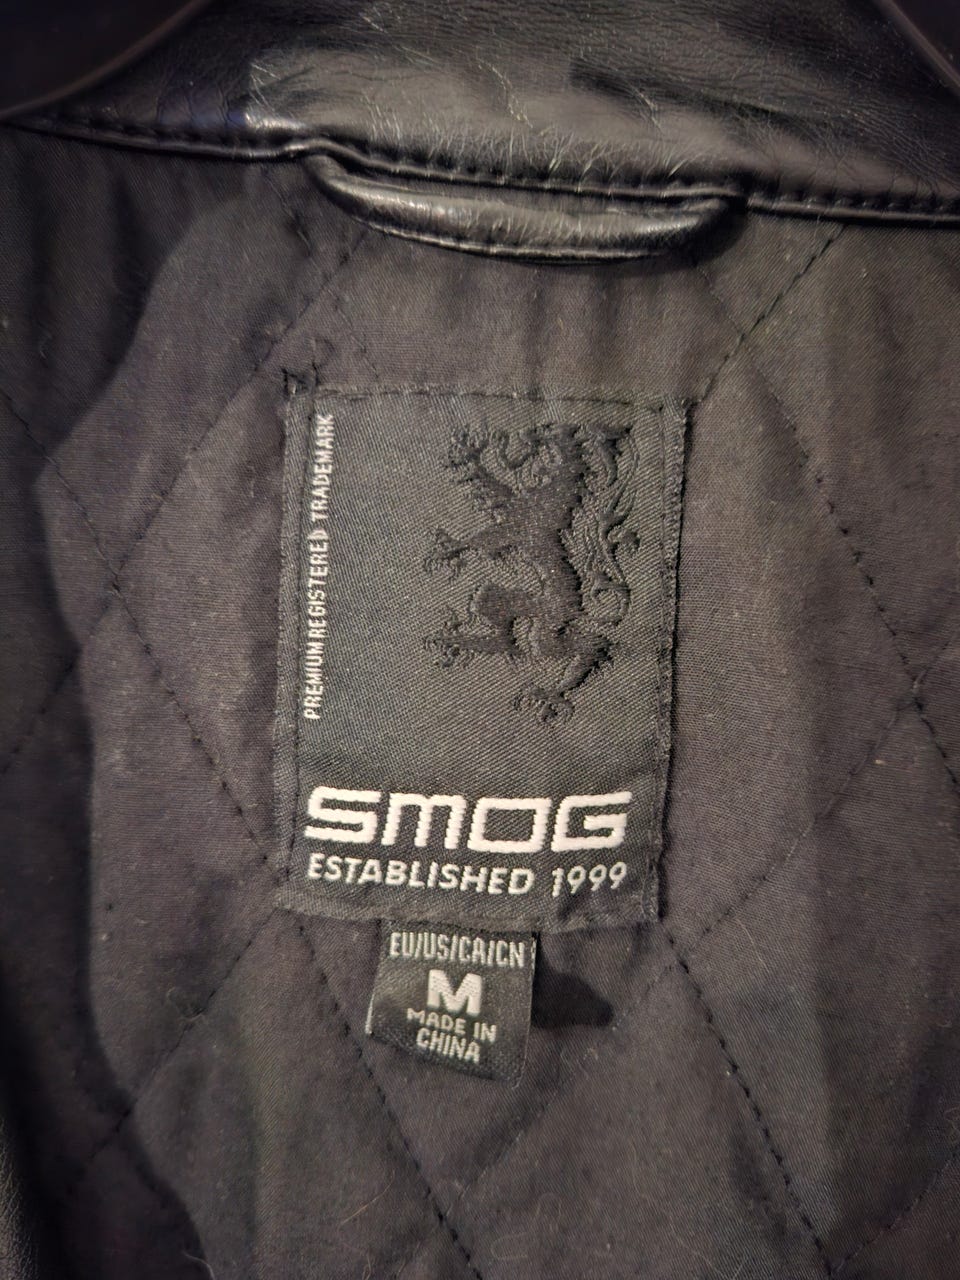 PREMIUM REGISTERED TRADEMARK
SMOG
ESTABLISHED 1999
EU/US/CA/CN
M
MADE IN
CHINA